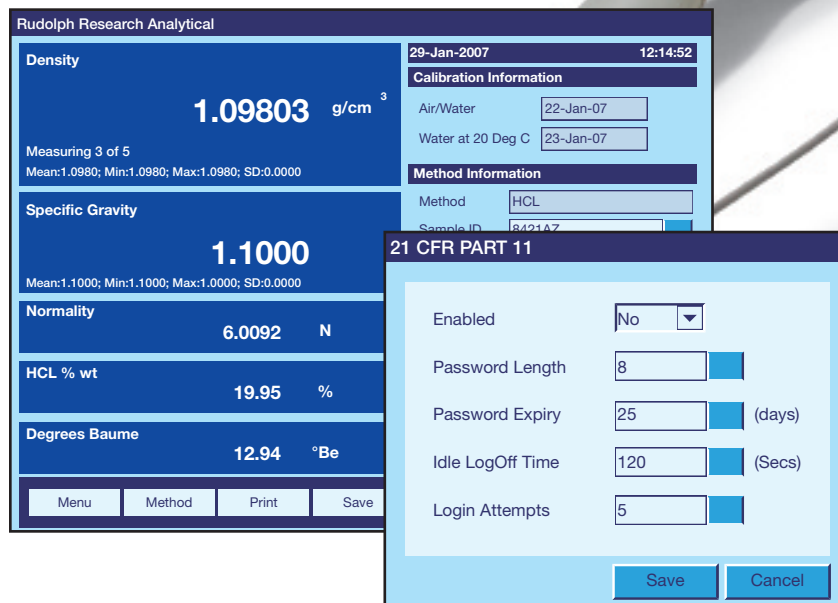 Rudolph Research Analytical
Density
1.09803 g/cm 3
Measuring 3 of 5
Mean:1.0980; Min:1.0980; Max:1.0980; SD:0.0000
Specific Gravity
1.1000
Mean:1.1000; Min:1.1000; Max:1.0000; SD:0.0000
Normality
6.0092 N
HCL % wt
19.95 %
Degrees Baume
12.94 °Be
Menu Method Print Save
29-Jan-2007 12:14:52
Calibration Information
Air/Water 22-Jan-07
Water at 20 Deg C 23-Jan-07
Method Information
Method HCL
Sample ID 8421AZ
21 CFR PART 11
Enabled No
Password Length 8
Password Expiry 25 (days)
Idle LogOff Time 120 (Secs)
Login Attempts 5
Save Cancel